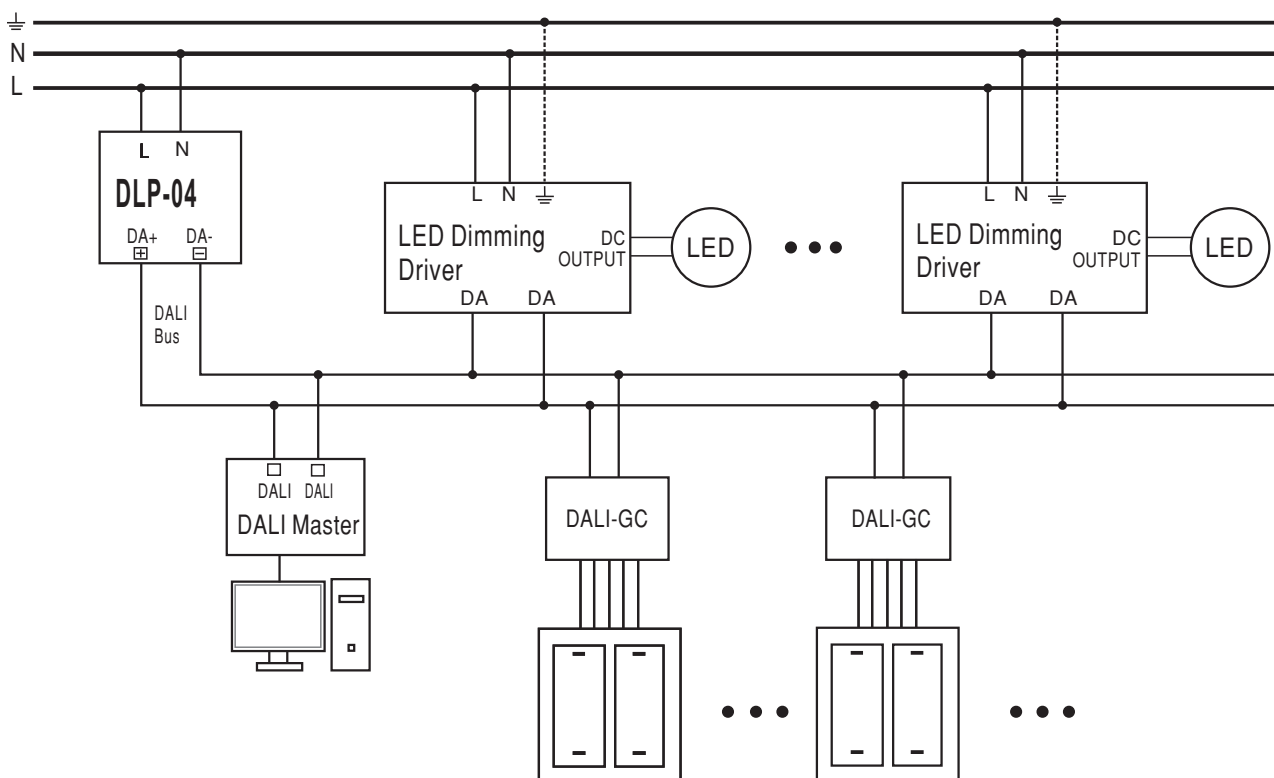 N
L
L N
DLP-04
DA+ DA-
DALI
Bus
L N
LED Dimming
Driver
DC
OUTPUT
DA DA
LED
L N
LED Dimming
Driver
DC
OUTPUT
DA DA
LED
DALI DALI
DALI Master
DALI-GC
DALI-GC